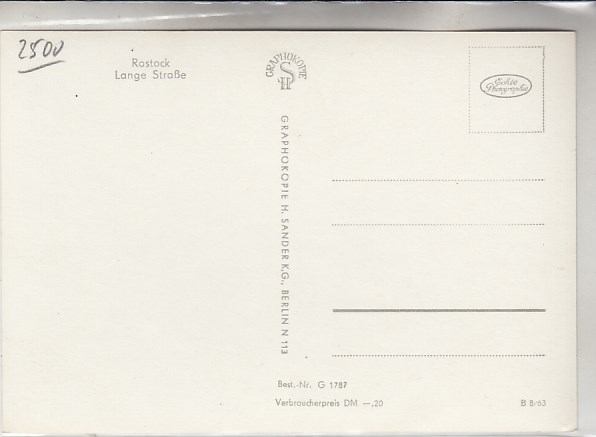 2500
Rostock
Lange Straße
GRAPHOKOPIE
SH
Echte
Photographie
GRAPHOKOPIE H. SANDER K.G., BERLIN N 113
Best.-Nr. G 1787
Verbraucherpreis DM —,20
B 8/63